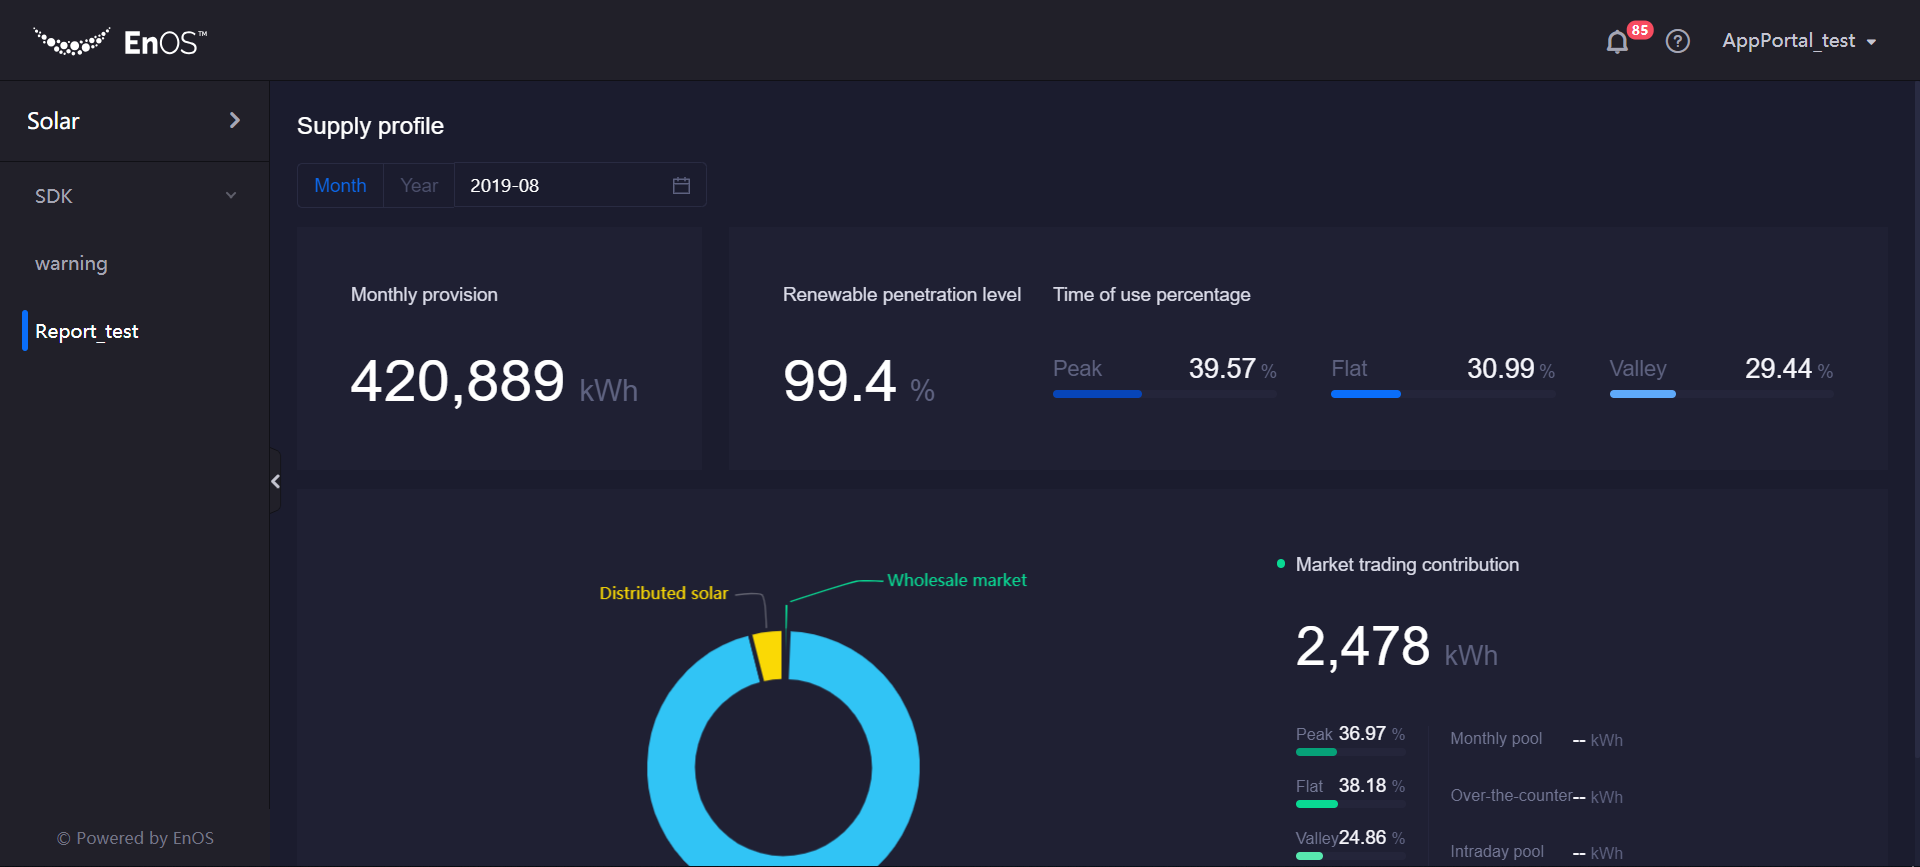 EnOS™
85
?
AppPortal_test
Solar
SDK
warning
Report_test
© Powered by EnOS
Supply profile
Month Year 2019-08
Monthly provision
420,889 kWh
Renewable penetration level
99.4 %
Time of use percentage
Peak 39.57 %
Flat 30.99 %
Valley 29.44 %
Distributed solar
Wholesale market
Market trading contribution
2,478 kWh
Peak 36.97 %
Flat 38.18 %
Valley 24.86 %
Monthly pool -- kWh
Over-the-counter -- kWh
Intraday pool -- kWh